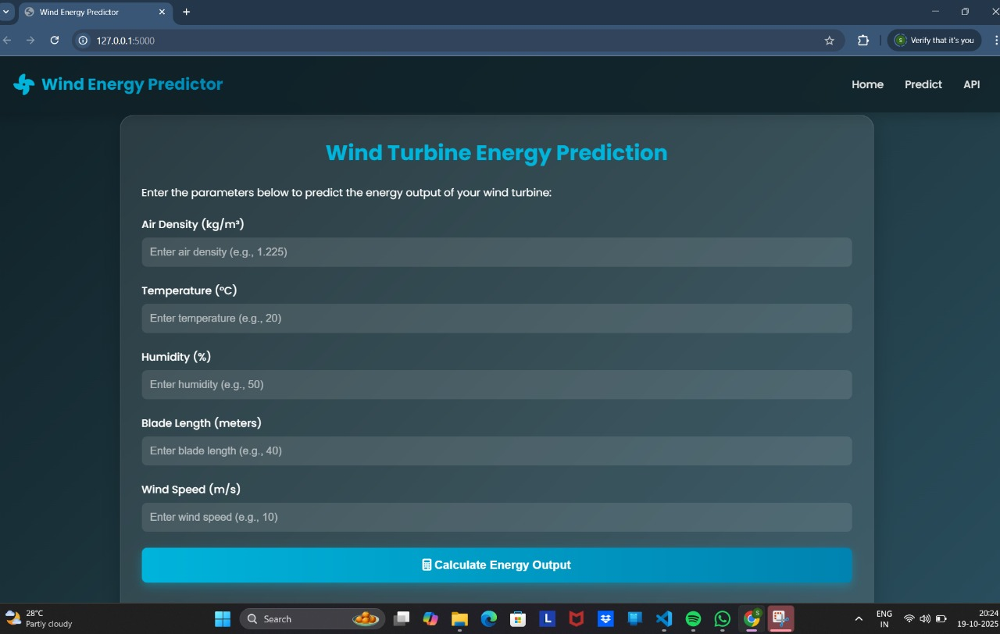 Wind Energy Predictor
127.0.0.1:5000
S
Verify that it's you
Wind Energy Predictor
Home
Predict
API
Wind Turbine Energy Prediction
Enter the parameters below to predict the energy output of your wind turbine:
Air Density (kg/m³)
Enter air density (e.g., 1.225)
Temperature (°C)
Enter temperature (e.g., 20)
Humidity (%)
Enter humidity (e.g., 50)
Blade Length (meters)
Enter blade length (e.g., 40)
Wind Speed (m/s)
Enter wind speed (e.g., 10)
Calculate Energy Output
28°C
Partly cloudy
Search
L
S
ENG
IN
20:24
19-10-2025